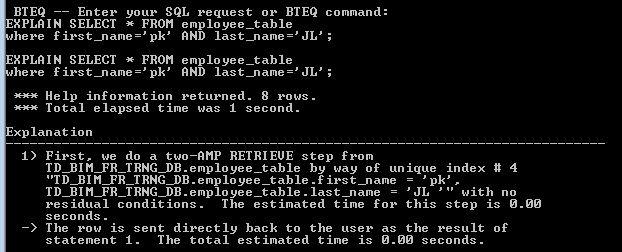 BTEQ -- Enter your SQL request or BTEQ command:
EXPLAIN SELECT * FROM employee_table
where first_name='pk' AND last_name='JL';
EXPLAIN SELECT * FROM employee_table
where first_name='pk' AND last_name='JL';
*** Help information returned. 8 rows.
*** Total elapsed time was 1 second.
Explanation
---------------------------------------------------------------------------
1) First, we do a two-AMP RETRIEVE step from
TD_BIM_FR_TRNG_DB.employee_table by way of unique index # 4
"TD_BIM_FR_TRNG_DB.employee_table.first_name = 'pk',
TD_BIM_FR_TRNG_DB.employee_table.last_name = 'JL '" with no
residual conditions. The estimated time for this step is 0.00
seconds.
-> The row is sent directly back to the user as the result of
statement 1. The total estimated time is 0.00 seconds.